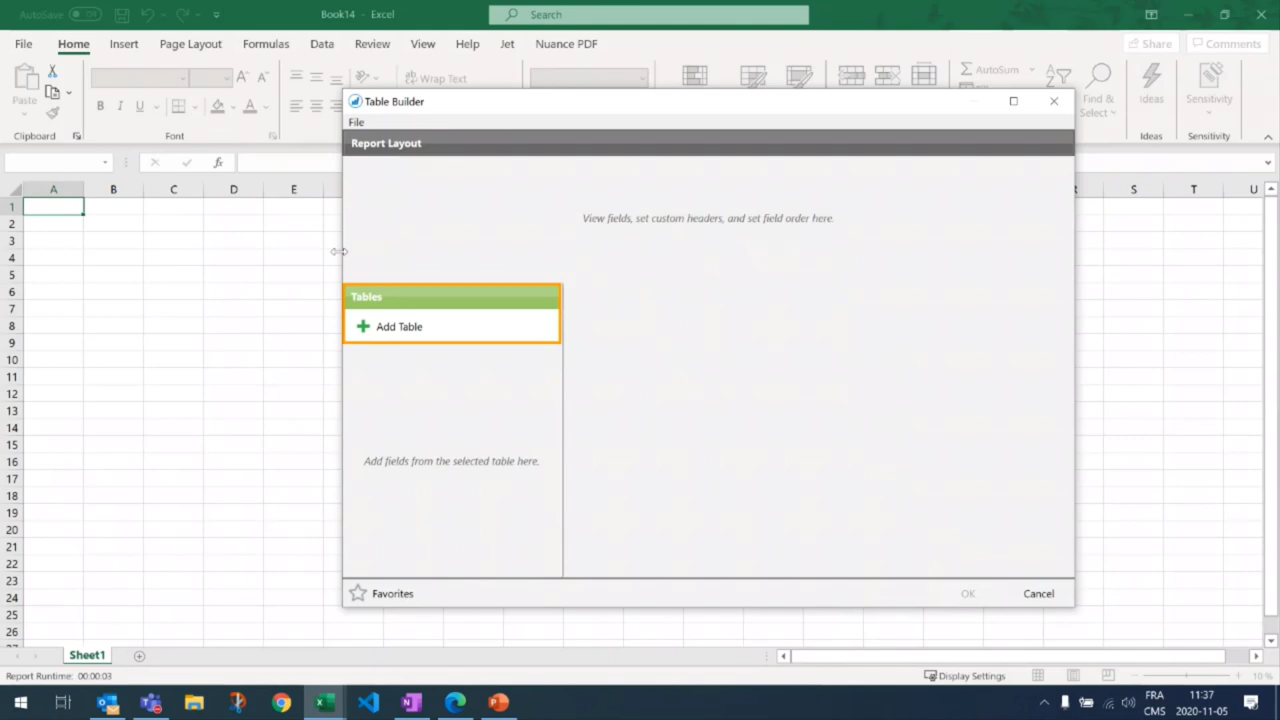 AutoSave Off Book14 - Excel Search
File Home Insert Page Layout Formulas Data Review View Help Jet Nuance PDF Share Comments
Paste Wrap Text AutoSum Find & Select Ideas Sensitivity
Clipboard Font Ideas Sensitivity
fx
A B C D E S T U
1
2
3
4
5
6
7
8
9
10
11
12
13
14
15
16
17
18
19
20
21
22
23
24
25
26
Table Builder
File
Report Layout
View fields, set custom headers, and set field order here.
Tables
Add Table
Add fields from the selected table here.
Favorites OK Cancel
Sheet1
Report Runtime: 00:00:03 Display Settings 10 %
FRA 11:37
CMS 2020-11-05